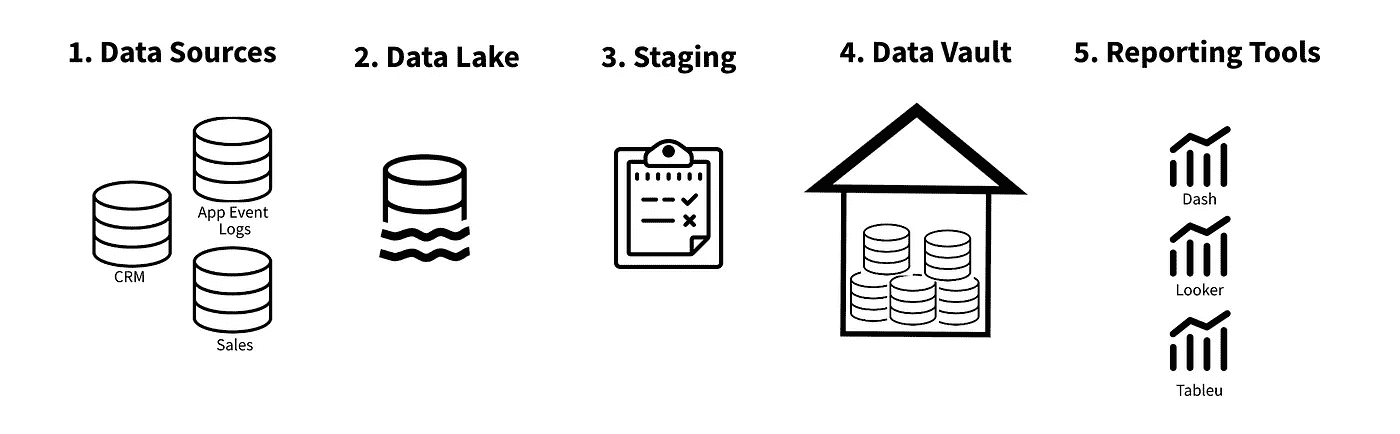 1. Data Sources
2. Data Lake
3. Staging
4. Data Vault
5. Reporting Tools
App Event
Logs
CRM
Sales
Dash
Looker
Tableu